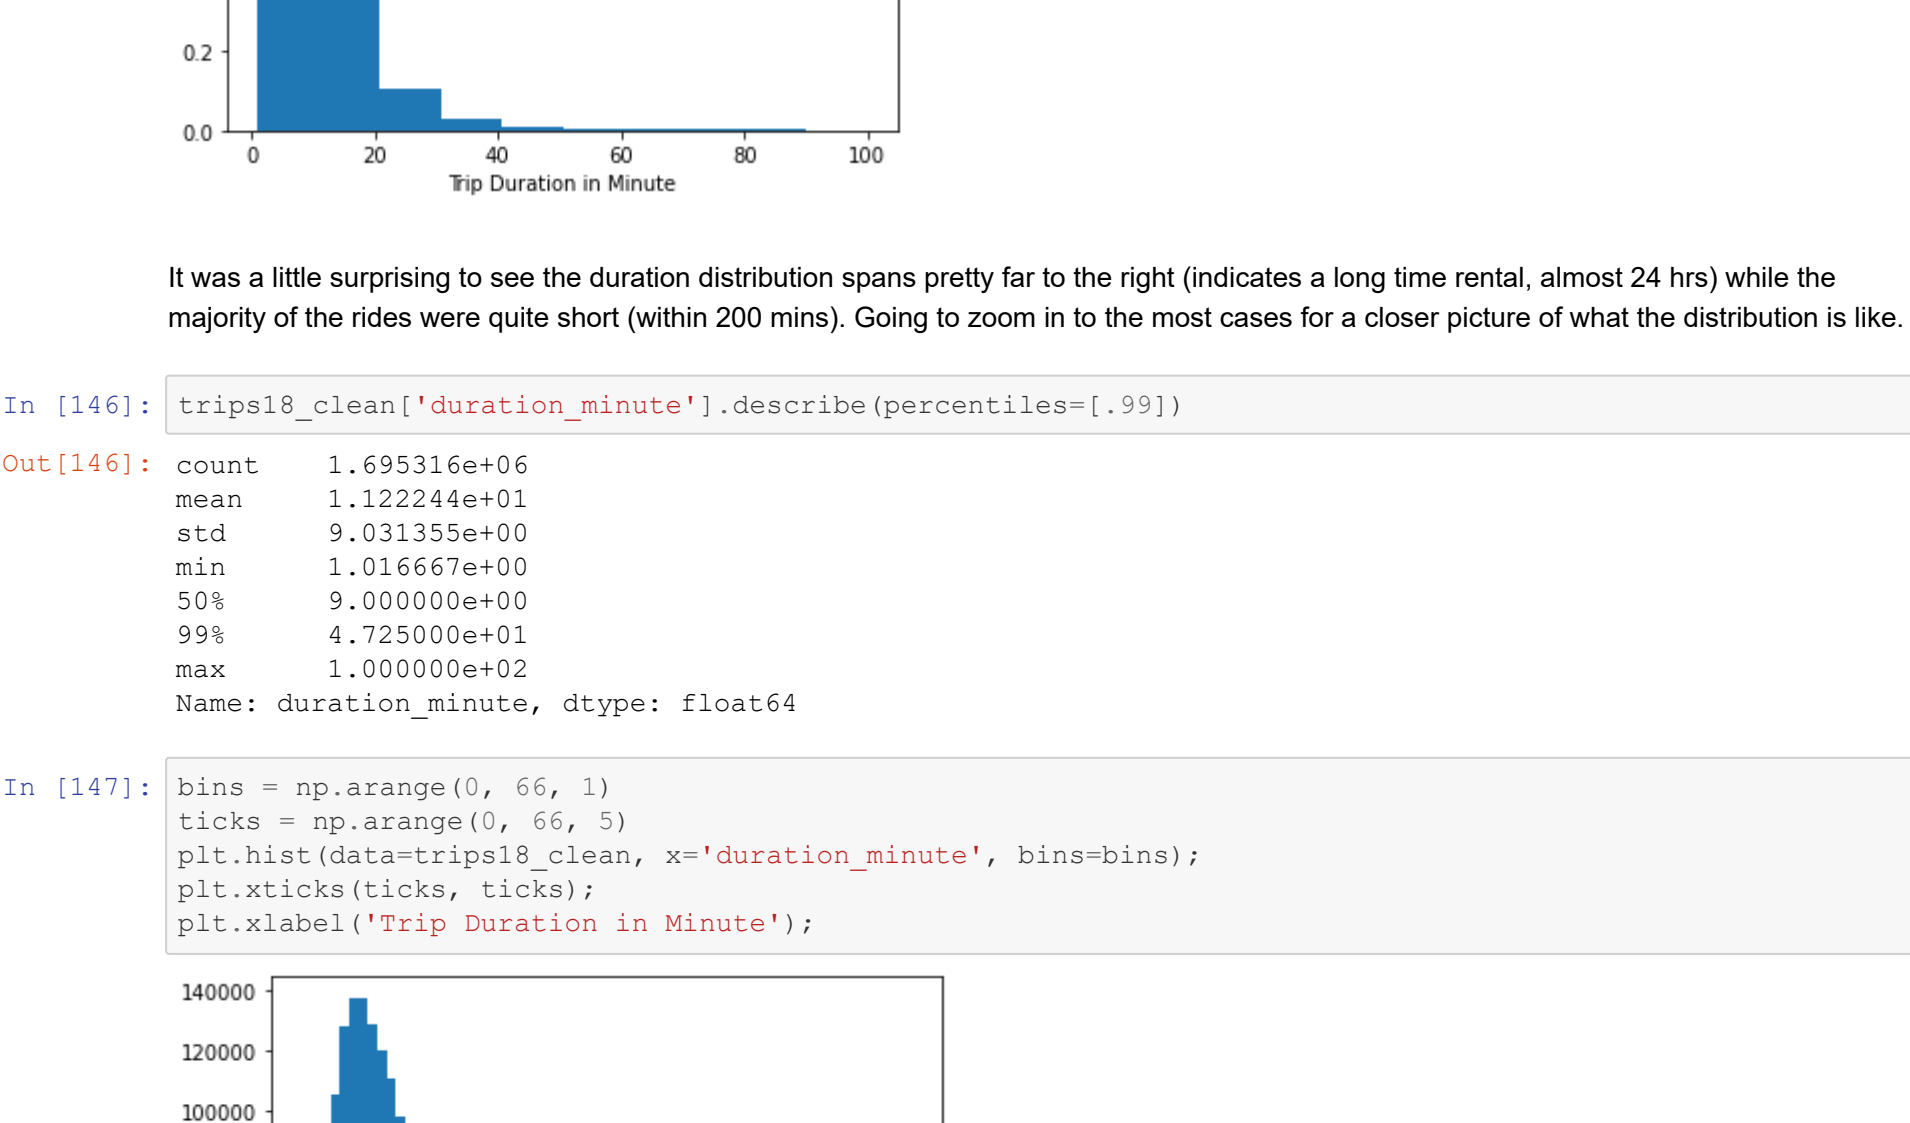 0.2
0.0
0 20 40 60 80 100
Trip Duration in Minute
It was a little surprising to see the duration distribution spans pretty far to the right (indicates a long time rental, almost 24 hrs) while the
majority of the rides were quite short (within 200 mins). Going to zoom in to the most cases for a closer picture of what the distribution is like.
In [146]: trips18_clean['duration_minute'].describe(percentiles=[.99])
Out[146]: count 1.695316e+06
mean 1.122244e+01
std 9.031355e+00
min 1.016667e+00
50% 9.000000e+00
99% 4.725000e+01
max 1.000000e+02
Name: duration_minute, dtype: float64
In [147]: bins = np.arange(0, 66, 1)
ticks = np.arange(0, 66, 5)
plt.hist(data=trips18_clean, x='duration_minute', bins=bins);
plt.xticks(ticks, ticks);
plt.xlabel('Trip Duration in Minute');
140000
120000
100000